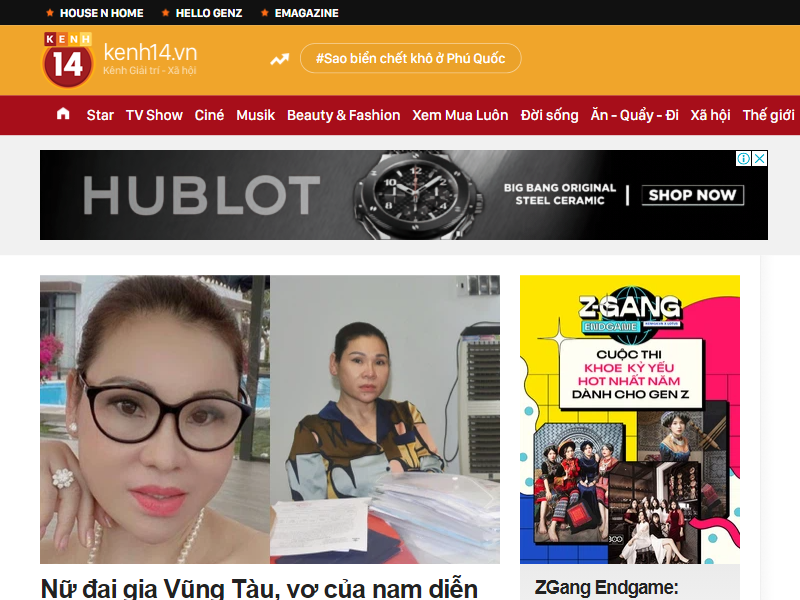 HOUSE N HOME
HELLO GENZ
EMAGAZINE
KENH
14
kenh14.vn
Kênh Giải trí - Xã hội
#Sao biển chết khô ở Phú Quốc
Star
TV Show
Ciné
Musik
Beauty & Fashion
Xem Mua Luôn
Đời sống
Ăn - Quẩy - Đi
Xã hội
Thế giới
HUBLOT
BIG BANG ORIGINAL
STEEL CERAMIC
SHOP NOW
Z-GANG
ENDGAME
CUỘC THI
KHOE KỶ YẾU
HOT NHẤT NĂM
DÀNH CHO GEN Z
Nữ đại gia Vũng Tàu, vợ của nam diễn
ZGang Endgame: